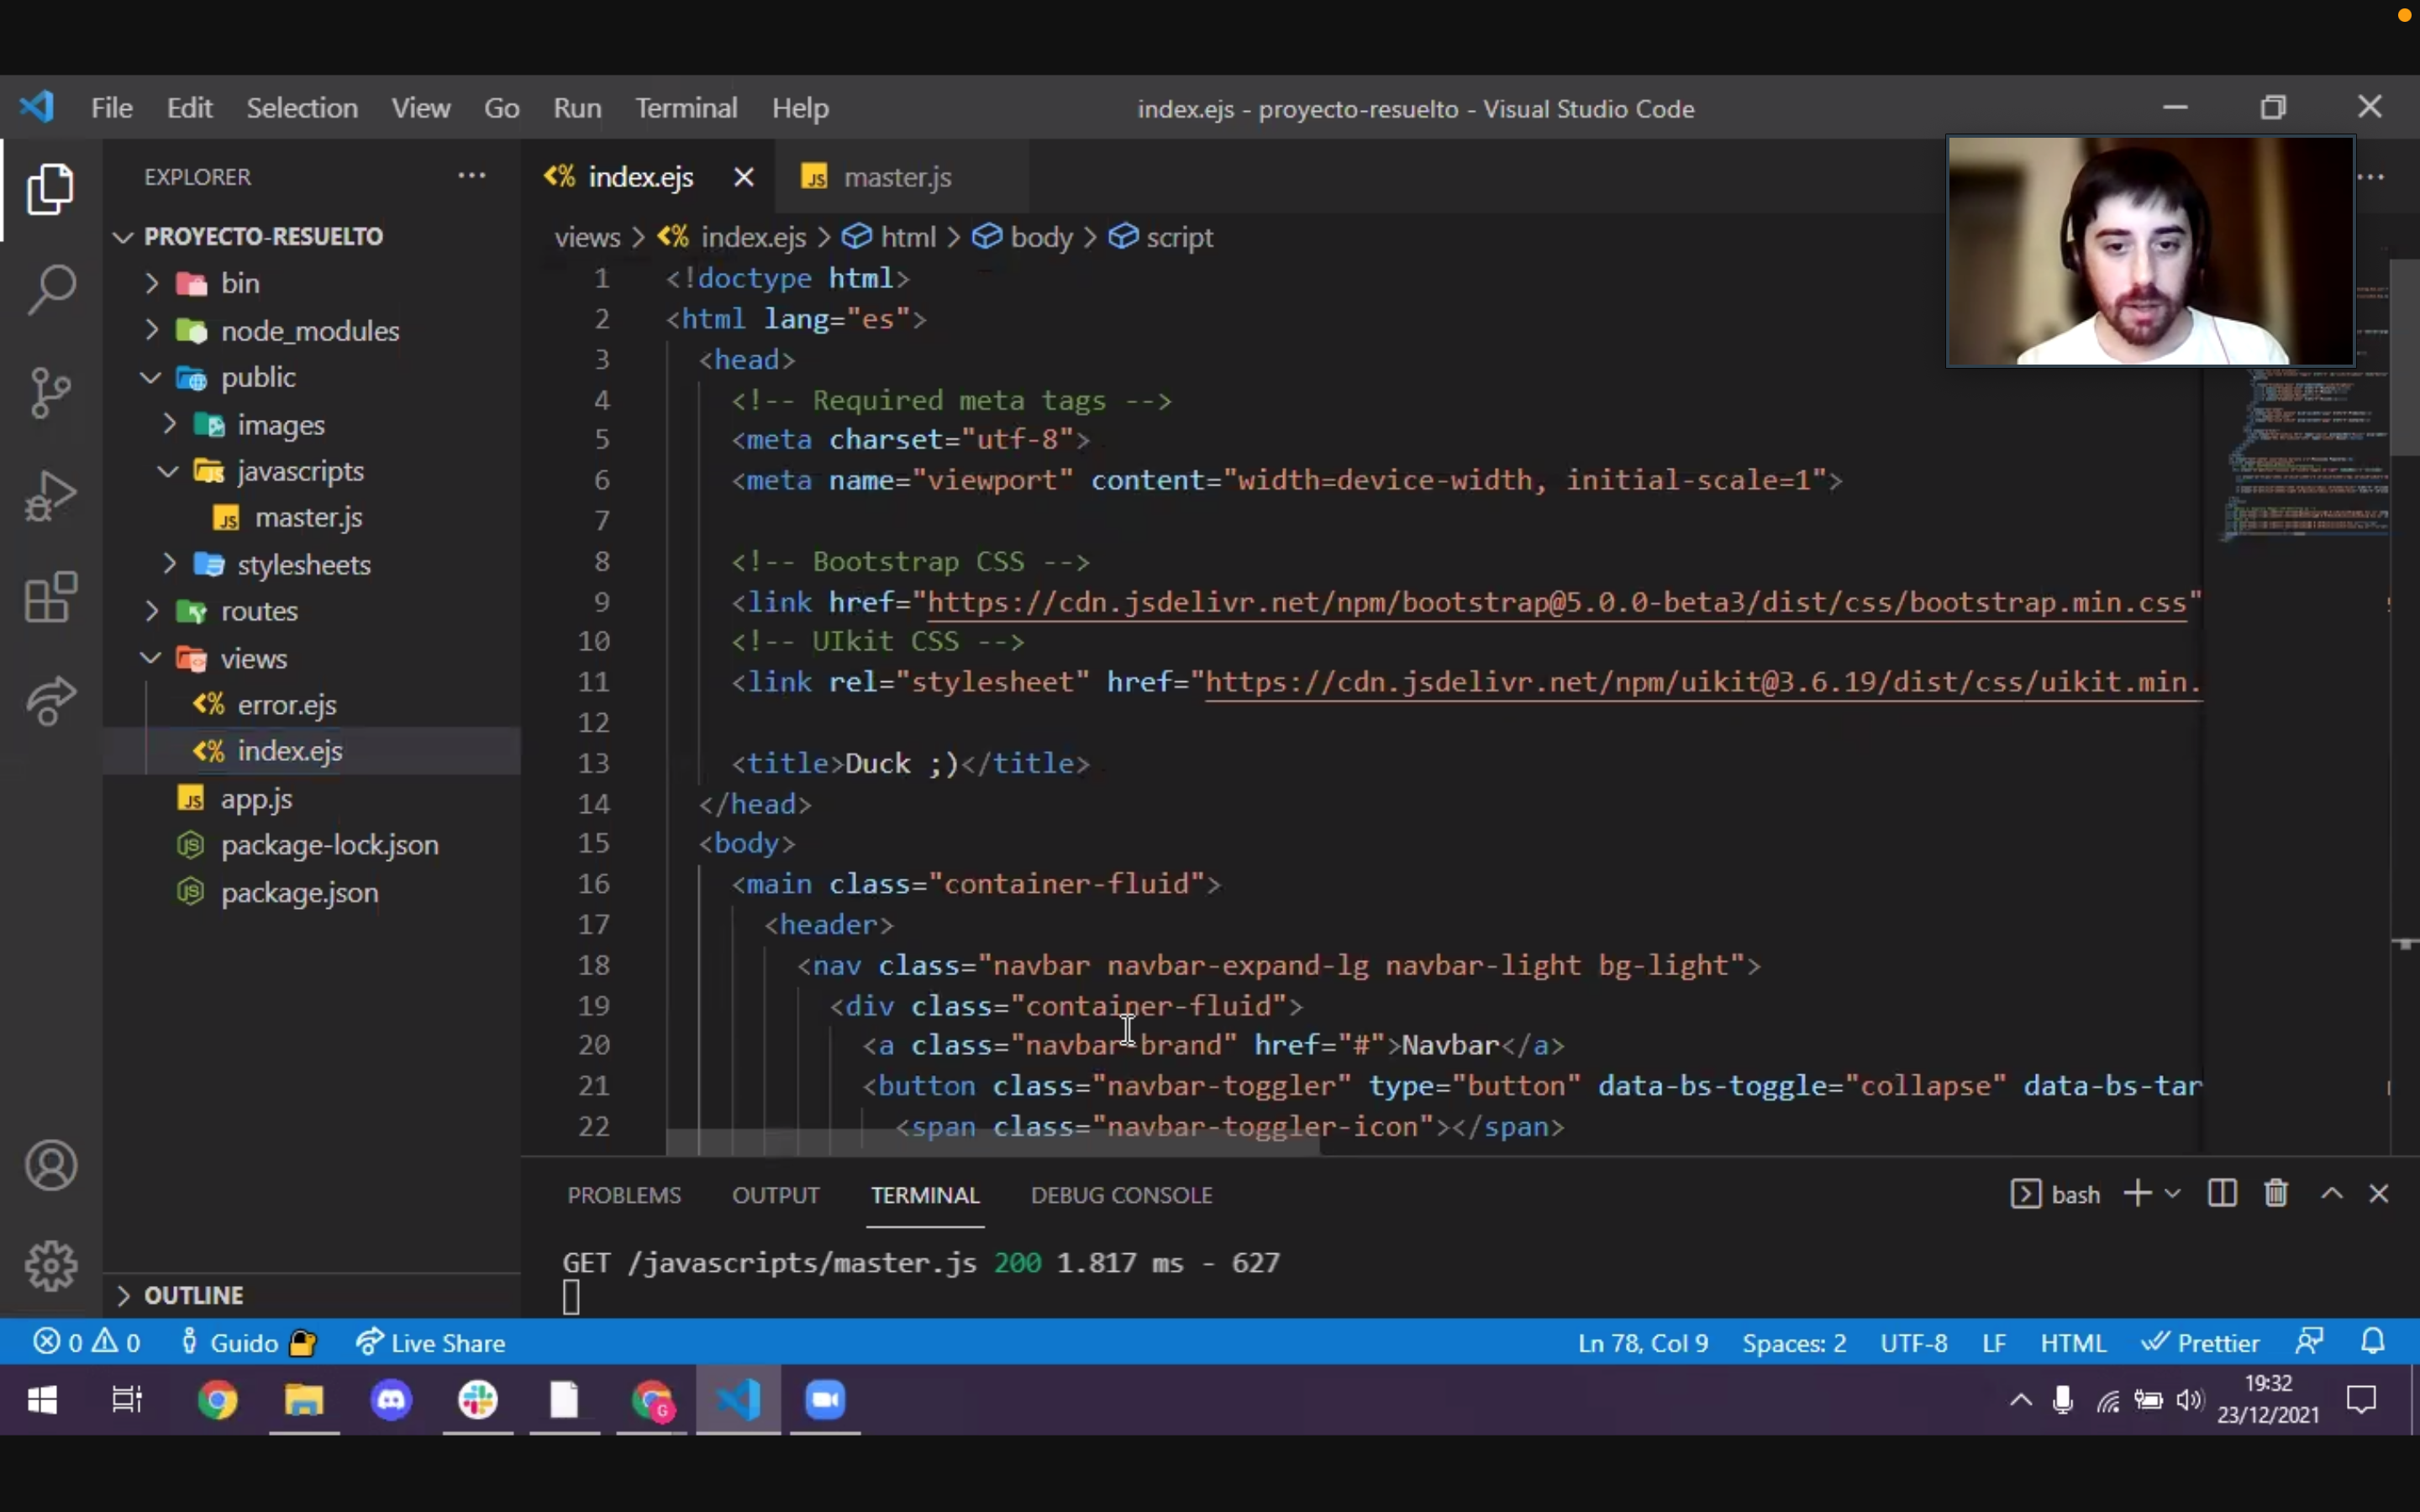 File Edit Selection View Go Run Terminal Help
index.ejs - proyecto-resuelto - Visual Studio Code
EXPLORER
PROYECTO-RESUELTO
bin
node_modules
public
images
javascripts
master.js
stylesheets
routes
views
error.ejs
index.ejs
app.js
package-lock.json
package.json
OUTLINE
index.ejs
master.js
views > index.ejs > html > body > script
1 <!doctype html>
2 <html lang="es">
3 <head>
4 <!-- Required meta tags -->
5 <meta charset="utf-8">
6 <meta name="viewport" content="width=device-width, initial-scale=1">
7
8 <!-- Bootstrap CSS -->
9 <link href="https://cdn.jsdelivr.net/npm/bootstrap@5.0.0-beta3/dist/css/bootstrap.min.css"
10 <!-- UIkit CSS -->
11 <link rel="stylesheet" href="https://cdn.jsdelivr.net/npm/uikit@3.6.19/dist/css/uikit.min.
12
13 <title>Duck ;)</title>
14 </head>
15 <body>
16 <main class="container-fluid">
17 <header>
18 <nav class="navbar navbar-expand-lg navbar-light bg-light">
19 <div class="container-fluid">
20 <a class="navbar-brand" href="#">Navbar</a>
21 <button class="navbar-toggler" type="button" data-bs-toggle="collapse" data-bs-tar
22 <span class="navbar-toggler-icon"></span>
PROBLEMS OUTPUT TERMINAL DEBUG CONSOLE
bash
GET /javascripts/master.js 200 1.817 ms - 627
0 0 Guido Live Share
Ln 78, Col 9 Spaces: 2 UTF-8 LF HTML Prettier
19:32
23/12/2021